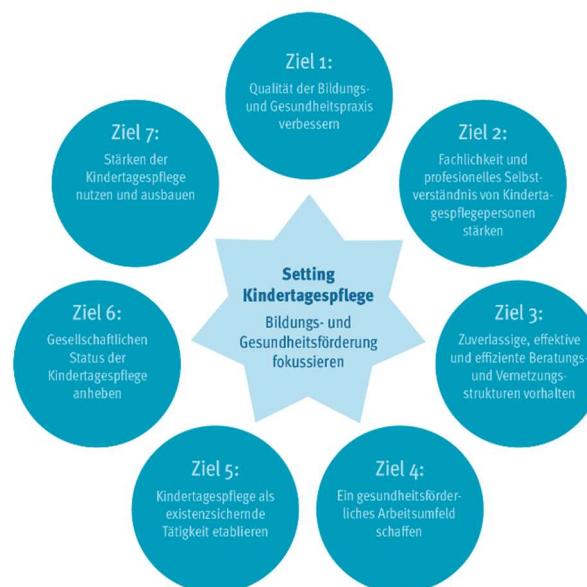 Ziel 1:
Qualität der Bildungs-
und Gesundheitspraxis
verbessern
Ziel 2:
Fachlichkeit und
profesionelles Selbst-
verständnis von Kinderta-
gespflegepersonen
stärken
Ziel 3:
Zuverlassige, effektive
und effiziente Beratungs-
und Vernetzungs-
strukturen vorhalten
Ziel 4:
Ein gesundheitsförder-
liches Arbeitsumfeld
schaffen
Ziel 5:
Kindertagespflege als
existenzsichernde
Tätigkeit etablieren
Ziel 6:
Gesellschaftlichen
Status der
Kindertagespflege
anheben
Ziel 7:
Stärken der
Kindertagespflege
nutzen und ausbauen
Setting
Kindertagespflege
Bildungs- und
Gesundheitsförderung
fokussieren